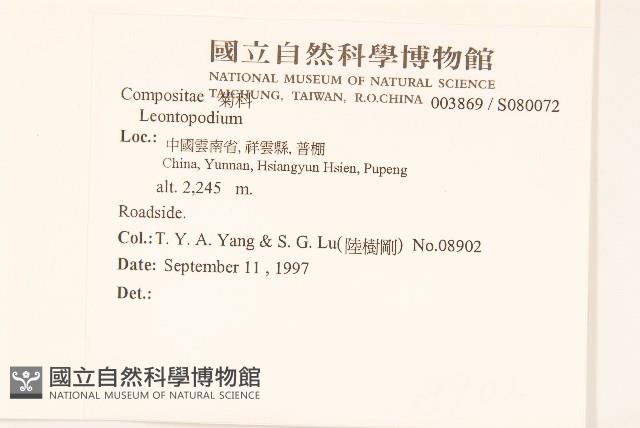 國立自然科學博物館
NATIONAL MUSEUM OF NATURAL SCIENCE
TAICHUNG, TAIWAN, R.O.CHINA 003869 / S080072
Compositae 菊科
Leontopodium
Loc.: 中國雲南省, 祥雲縣, 普棚
China, Yunnan, Hsiangyun Hsien, Pupeng
alt. 2,245 m.
Roadside.
Col.: T. Y. A. Yang & S. G. Lu(陸樹剛) No.08902
Date: September 11 , 1997
Det.:
國立自然科學博物館
NATIONAL MUSEUM OF NATURAL SCIENCE